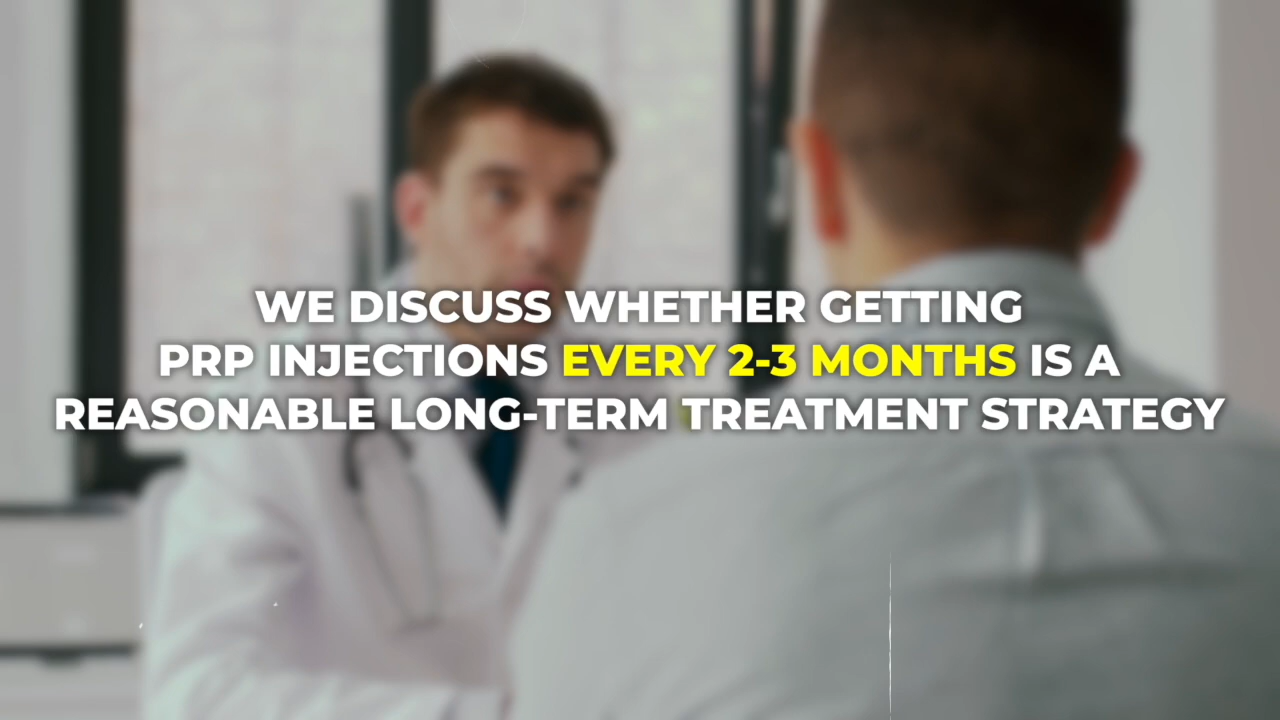 WE DISCUSS WHETHER GETTING
PRP INJECTIONS EVERY 2-3 MONTHS IS A
REASONABLE LONG-TERM TREATMENT STRATEGY